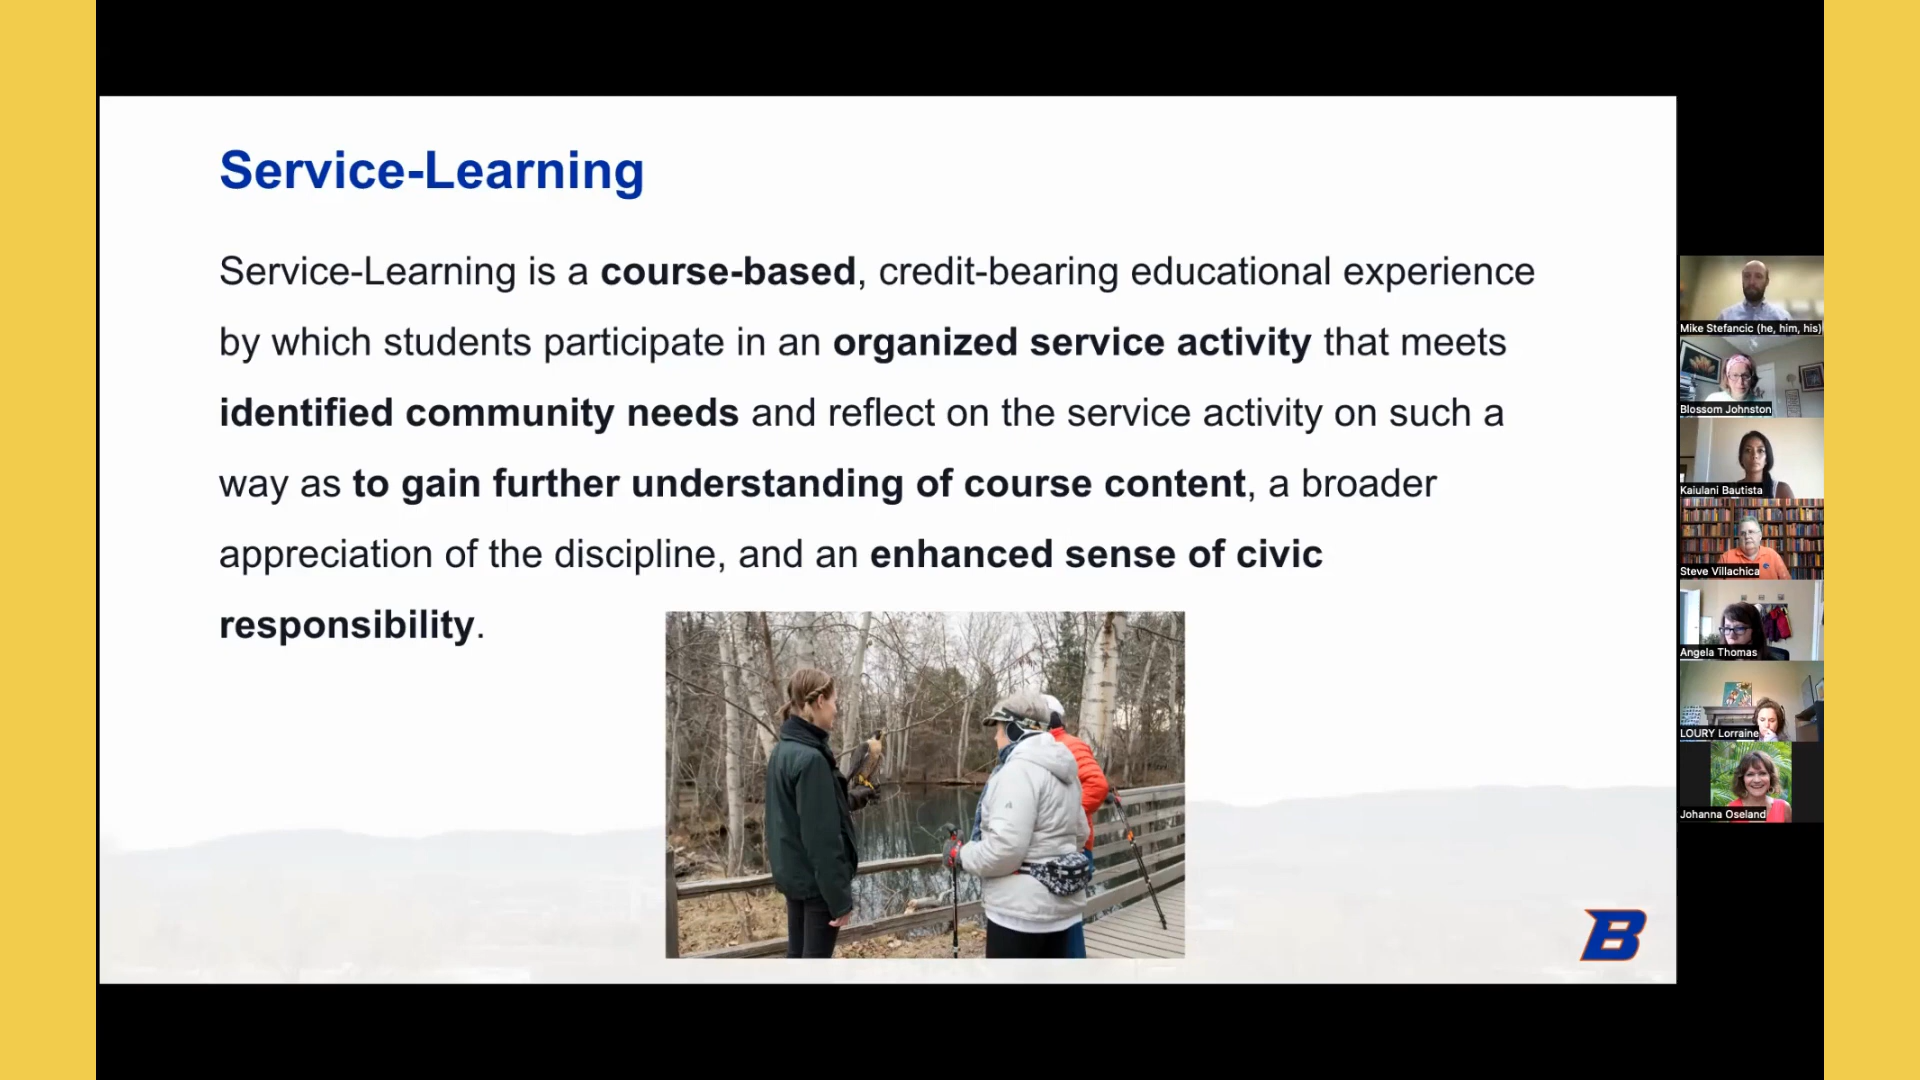 Service-Learning
Service-Learning is a course-based, credit-bearing educational experience
by which students participate in an organized service activity that meets
identified community needs and reflect on the service activity on such a
way as to gain further understanding of course content, a broader
appreciation of the discipline, and an enhanced sense of civic
responsibility.
B
Mike Stefancic (he, him, his)
Blossom Johnston
Kaiulani Bautista
Steve Villachica
Angela Thomas
LOURY Lorraine
Johanna Oseland